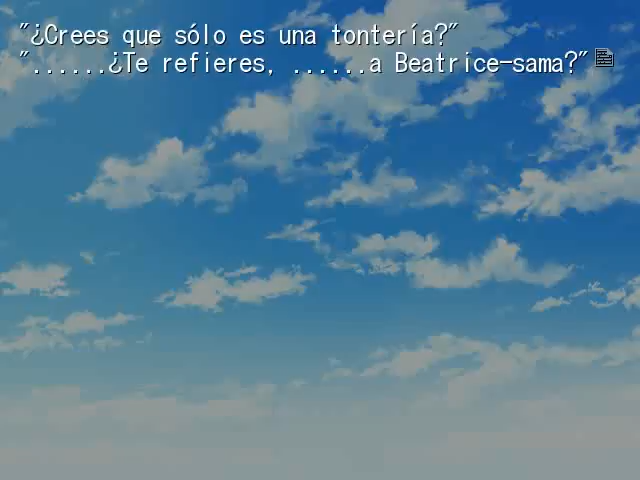 "¿Crees que sólo es una tontería?"
"......¿Te refieres, ......a Beatrice-sama?"